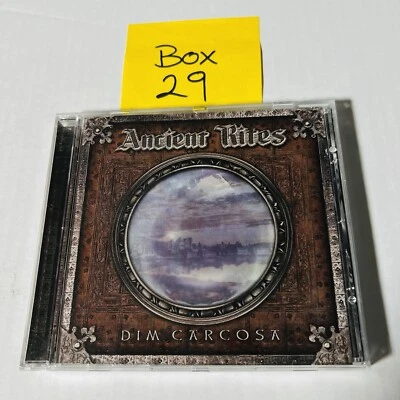 Box
29
Ancient Rites
DIM CARCOSA